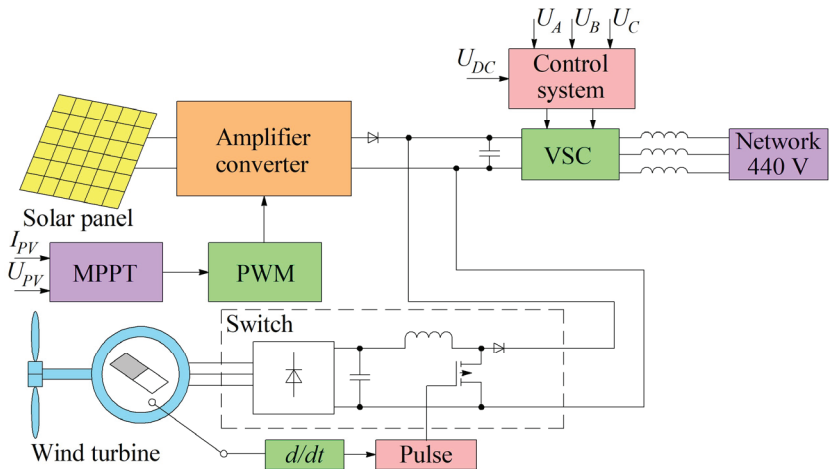 U_A U_B U_C
U_DC
Control
system
Amplifier
converter
VSC
Network
440 V
Solar panel
I_PV
U_PV
MPPT
PWM
Switch
Wind turbine
d/dt
Pulse